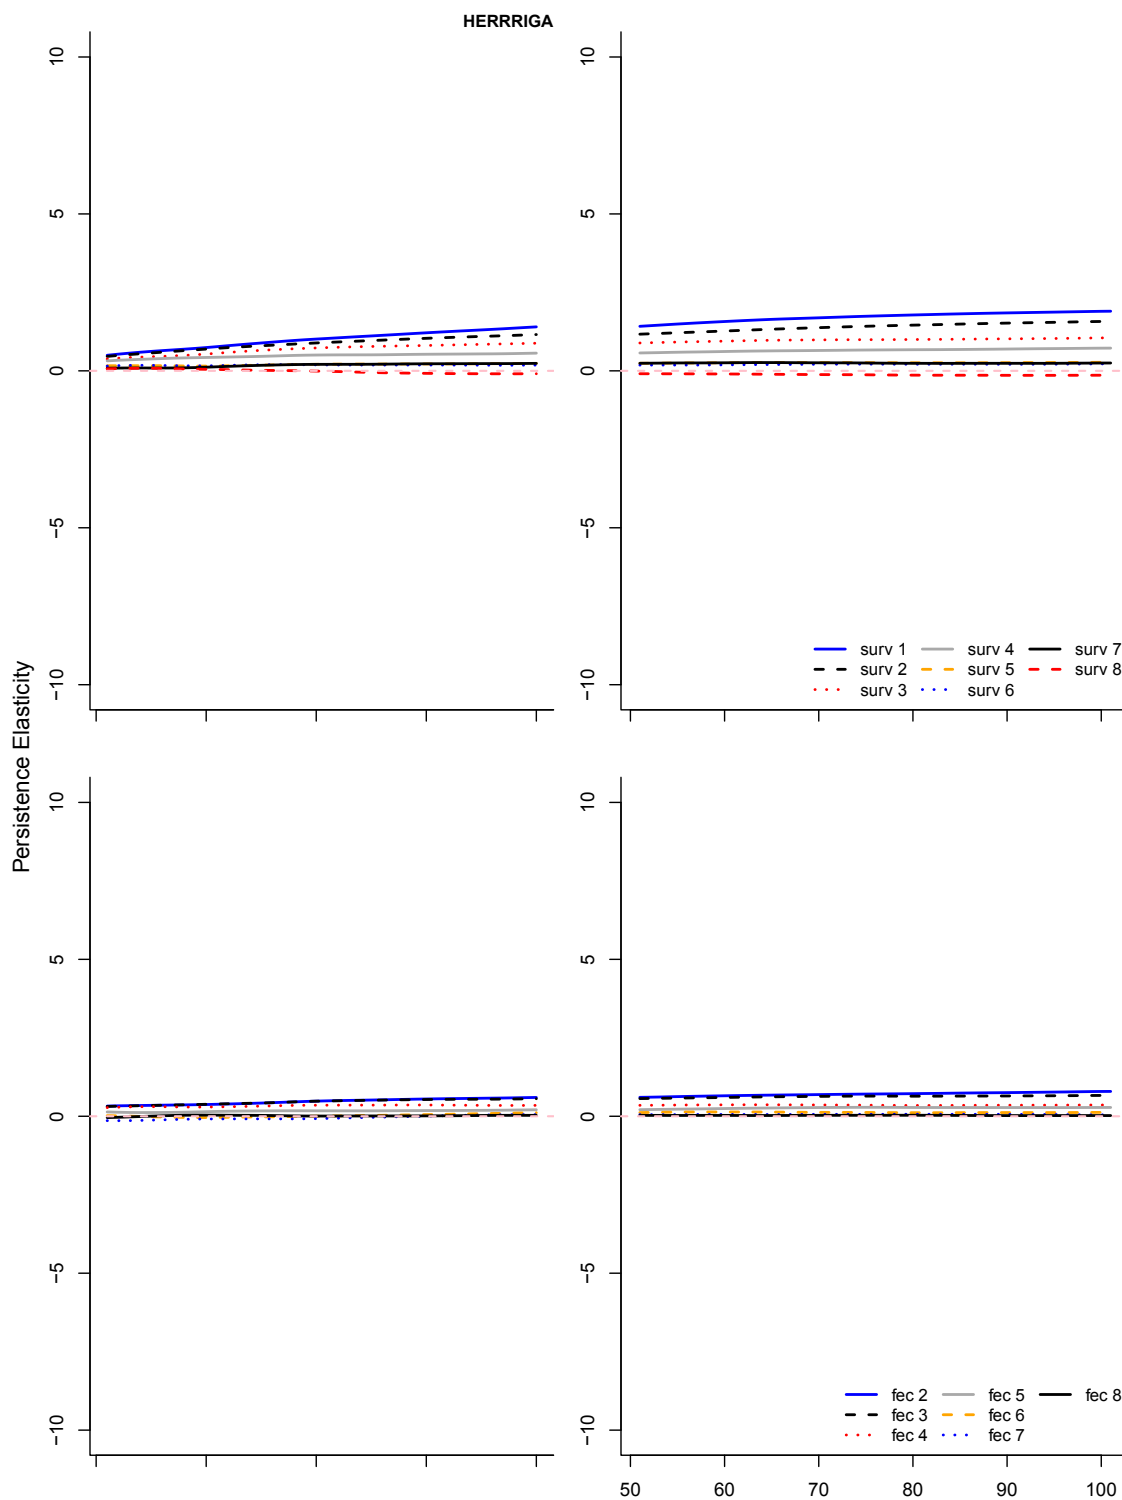 HERRRIGA
10
5
0
−5
−10
10
5
0
−5
−10
surv 1 surv 4 surv 7
surv 2 surv 5 surv 8
surv 3 surv 6
Persistence Elasticity
10
5
0
−5
−10
10
5
0
−5
−10
fec 2 fec 5 fec 8
fec 3 fec 6
fec 4 fec 7
50 60 70 80 90 100